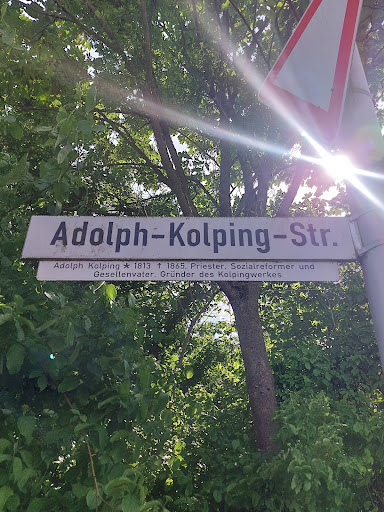 Adolph-Kolping-Str.
Adolph Kolping * 1813 † 1865, Priester, Sozialreformer und
Gesellenvater, Gründer des Kolpingwerkes